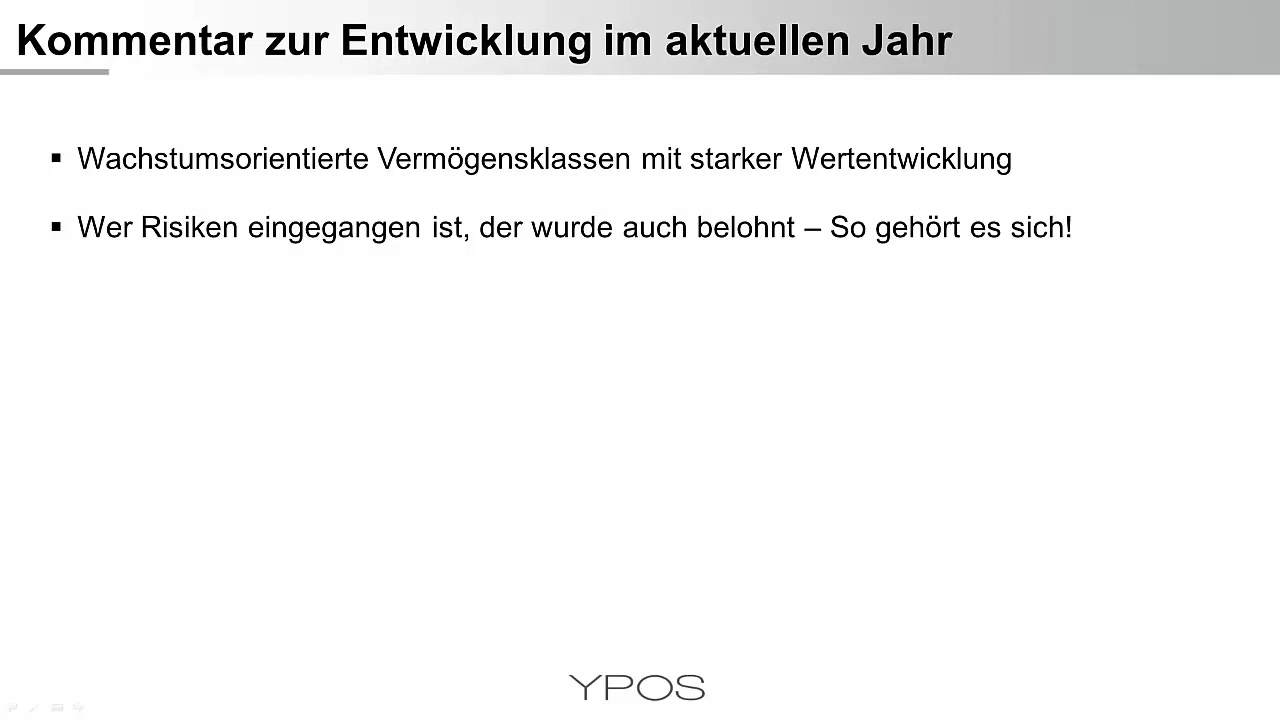 Kommentar zur Entwicklung im aktuellen Jahr
▪ Wachstumsorientierte Vermögensklassen mit starker Wertentwicklung
▪ Wer Risiken eingegangen ist, der wurde auch belohnt – So gehört es sich!
YPOS